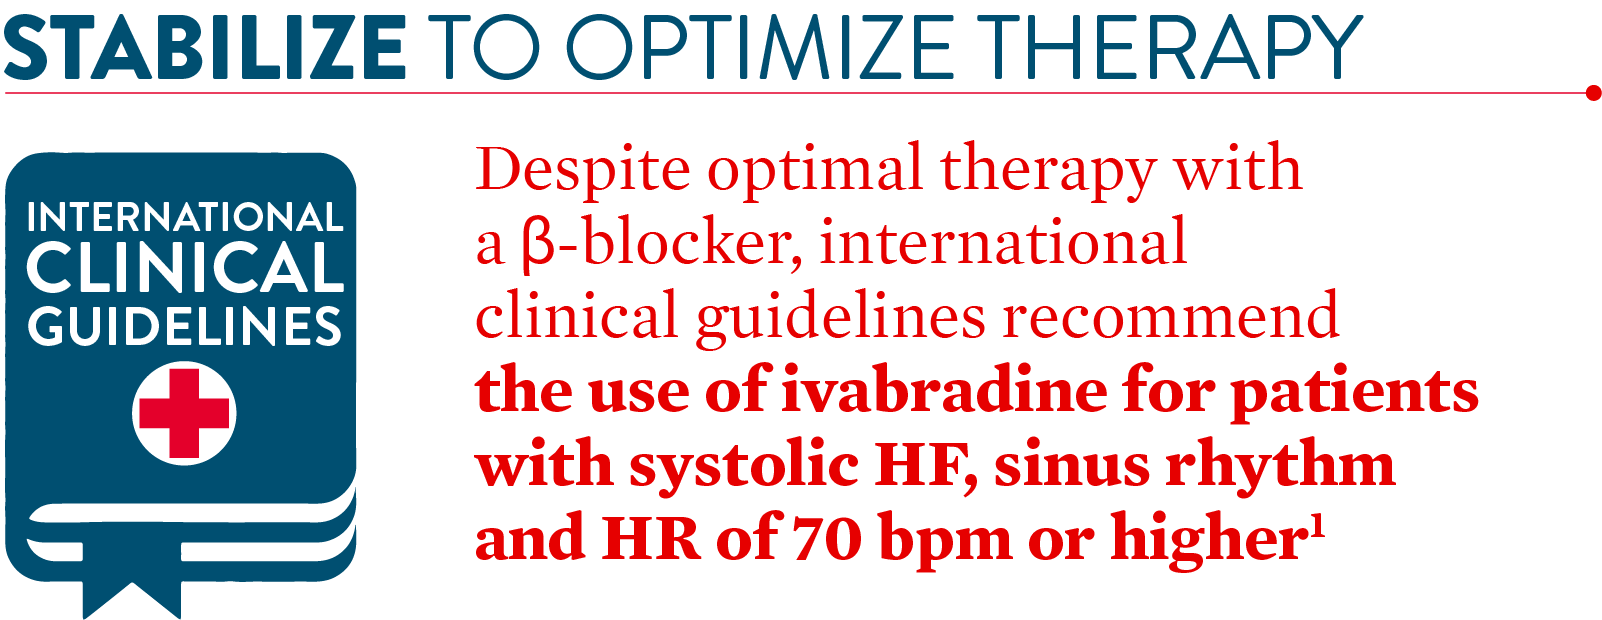 STABILIZE TO OPTIMIZE THERAPY
INTERNATIONAL
CLINICAL
GUIDELINES
Despite optimal therapy with
a β-blocker, international
clinical guidelines recommend
the use of ivabradine for patients
with systolic HF, sinus rhythm
and HR of 70 bpm or higher¹